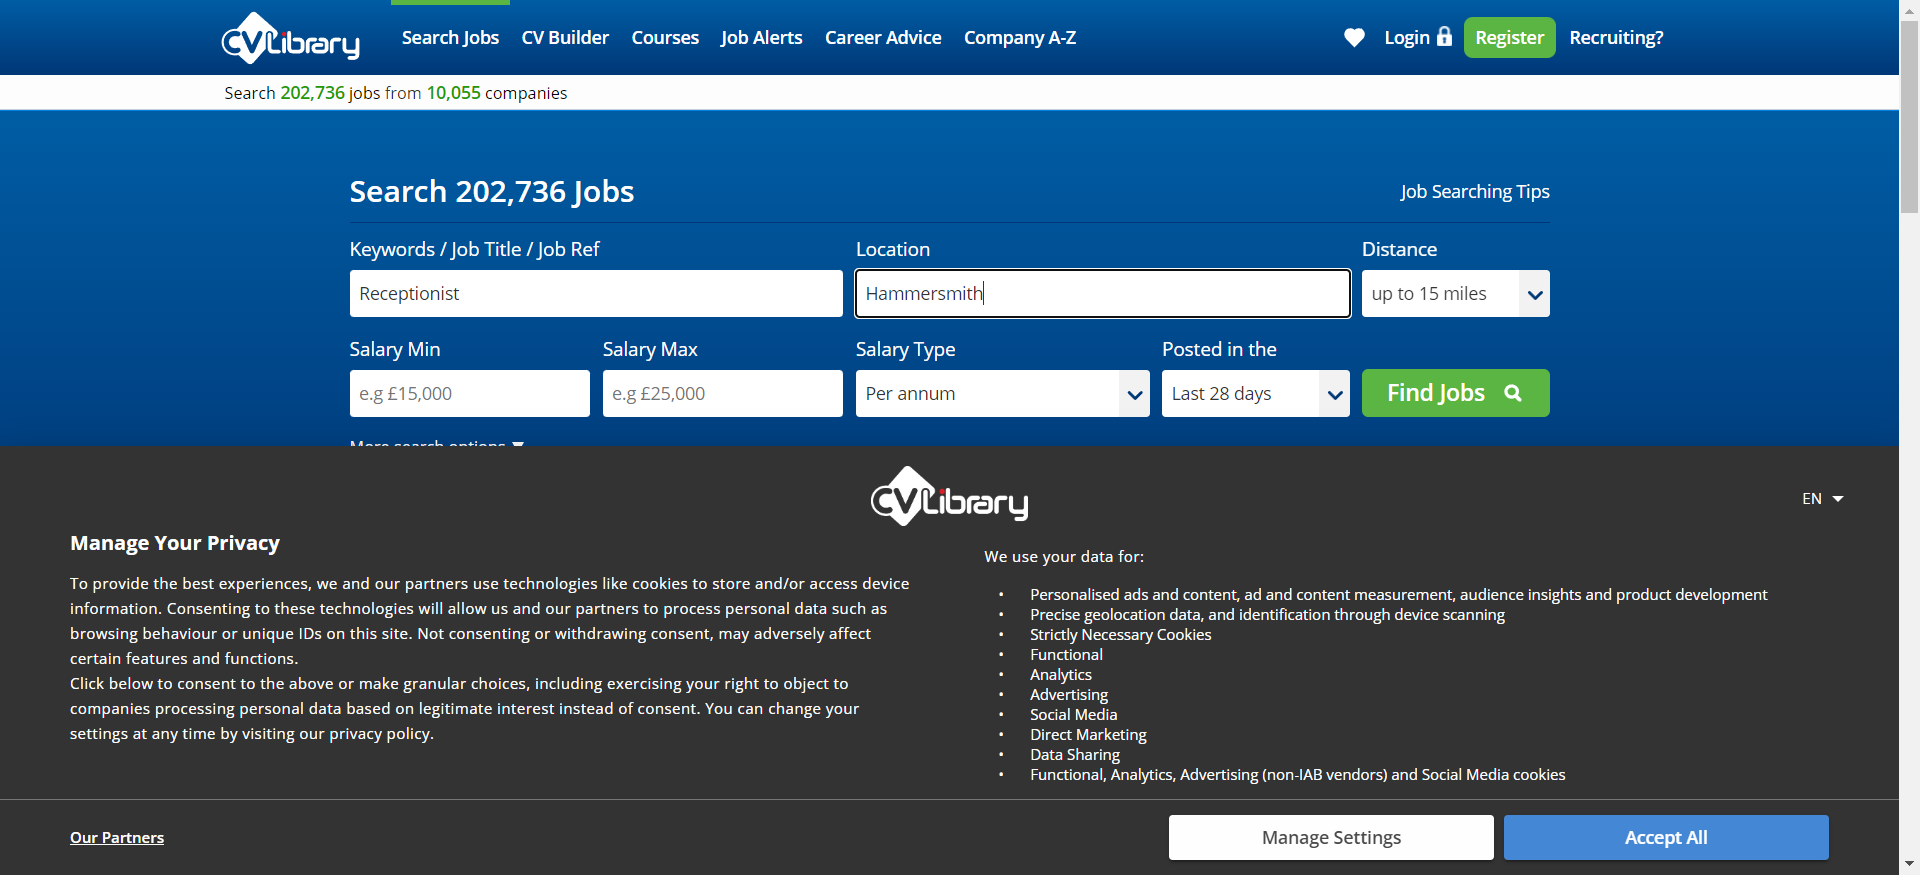 CVLibrary
Search Jobs CV Builder Courses Job Alerts Career Advice Company A-Z Login Register Recruiting?
Search 202,736 jobs from 10,055 companies
Search 202,736 Jobs
Job Searching Tips
Keywords / Job Title / Job Ref
Location
Distance
Receptionist
Hammersmith
up to 15 miles
Salary Min
Salary Max
Salary Type
Posted in the
e.g £15,000
e.g £25,000
Per annum
Last 28 days
Find Jobs
More search options
CVLibrary
EN
Manage Your Privacy
To provide the best experiences, we and our partners use technologies like cookies to store and/or access device
information. Consenting to these technologies will allow us and our partners to process personal data such as
browsing behaviour or unique IDs on this site. Not consenting or withdrawing consent, may adversely affect
certain features and functions.
Click below to consent to the above or make granular choices, including exercising your right to object to
companies processing personal data based on legitimate interest instead of consent. You can change your
settings at any time by visiting our privacy policy.
We use your data for:
• Personalised ads and content, ad and content measurement, audience insights and product development
• Precise geolocation data, and identification through device scanning
• Strictly Necessary Cookies
• Functional
• Analytics
• Advertising
• Social Media
• Direct Marketing
• Data Sharing
• Functional, Analytics, Advertising (non-IAB vendors) and Social Media cookies
Our Partners
Manage Settings
Accept All